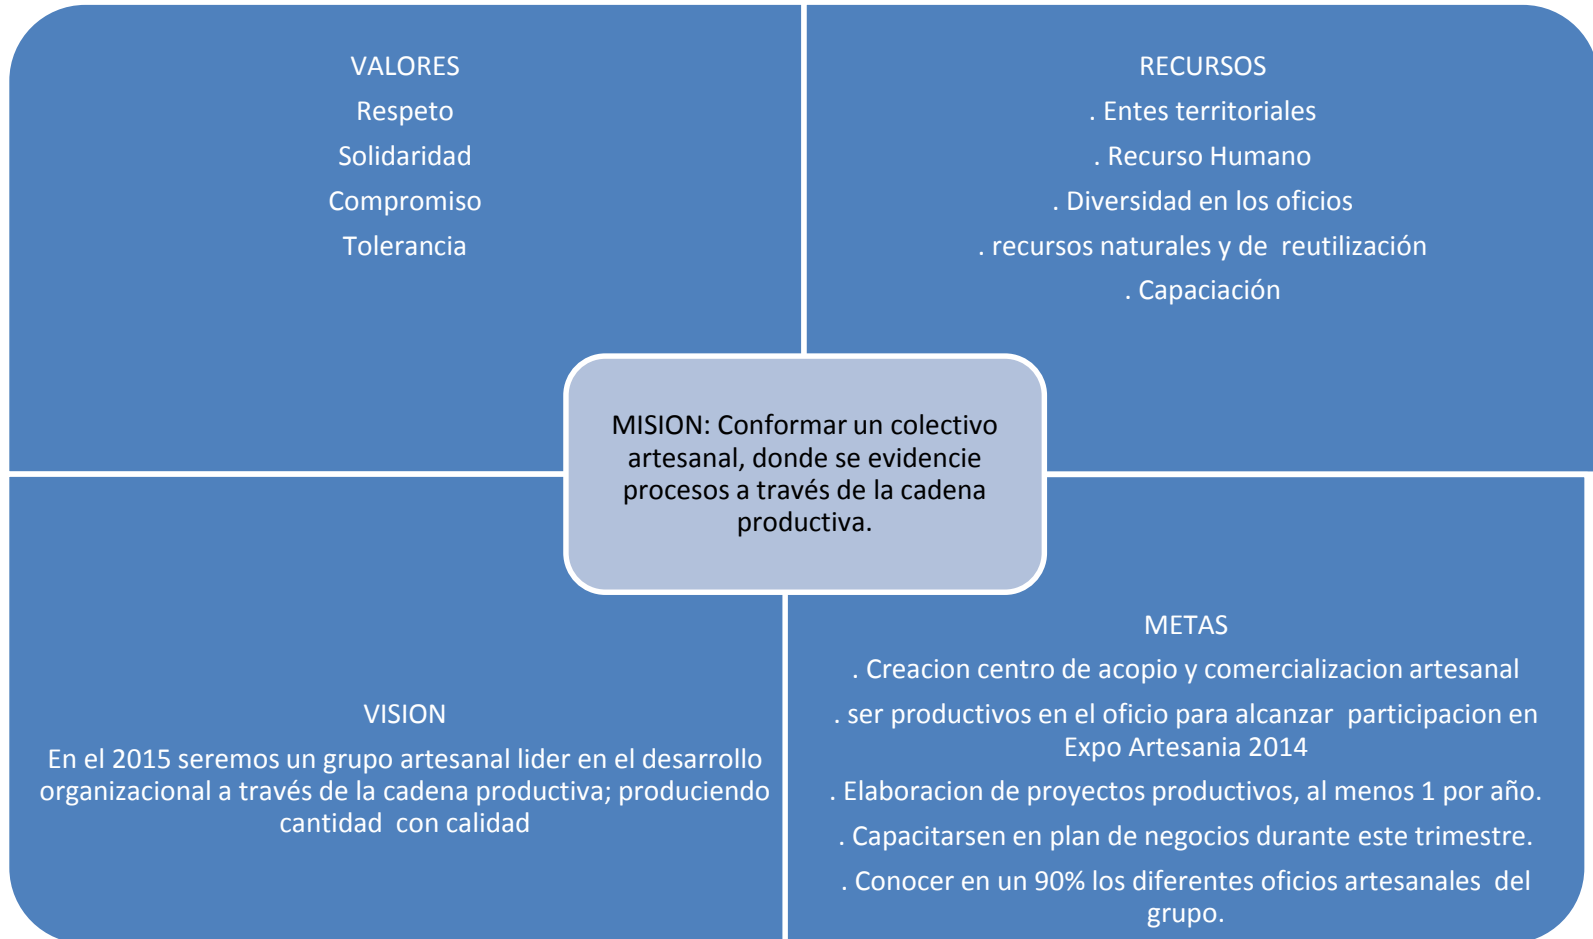 VALORES
Respeto
Solidaridad
Compromiso
Tolerancia
RECURSOS
. Entes territoriales
. Recurso Humano
. Diversidad en los oficios
. recursos naturales y de reutilización
. Capaciación
MISION: Conformar un colectivo
artesanal, donde se evidencie
procesos a través de la cadena
productiva.
VISION
En el 2015 seremos un grupo artesanal lider en el desarrollo
organizacional a través de la cadena productiva; produciendo
cantidad con calidad
METAS
. Creacion centro de acopio y comercializacion artesanal
. ser productivos en el oficio para alcanzar participacion en
Expo Artesania 2014
. Elaboracion de proyectos productivos, al menos 1 por año.
. Capacitarsen en plan de negocios durante este trimestre.
. Conocer en un 90% los diferentes oficios artesanales del
grupo.